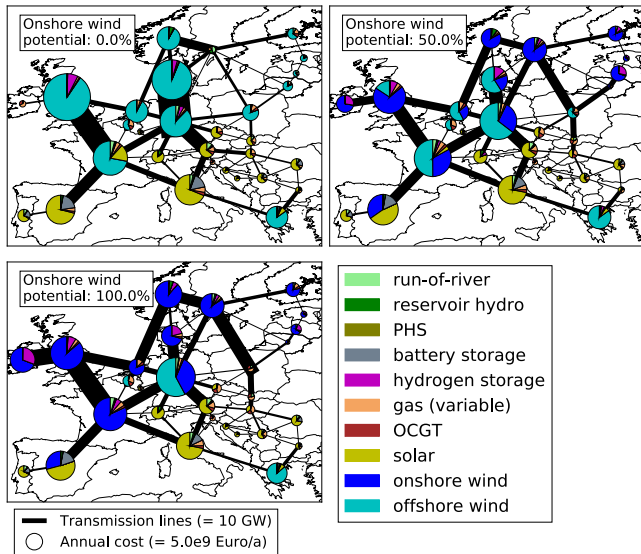 Onshore wind
potential: 0.0%
Onshore wind
potential: 50.0%
Onshore wind
potential: 100.0%
run-of-river
reservoir hydro
PHS
battery storage
hydrogen storage
gas (variable)
OCGT
solar
onshore wind
offshore wind
Transmission lines (= 10 GW)
Annual cost (= 5.0e9 Euro/a)